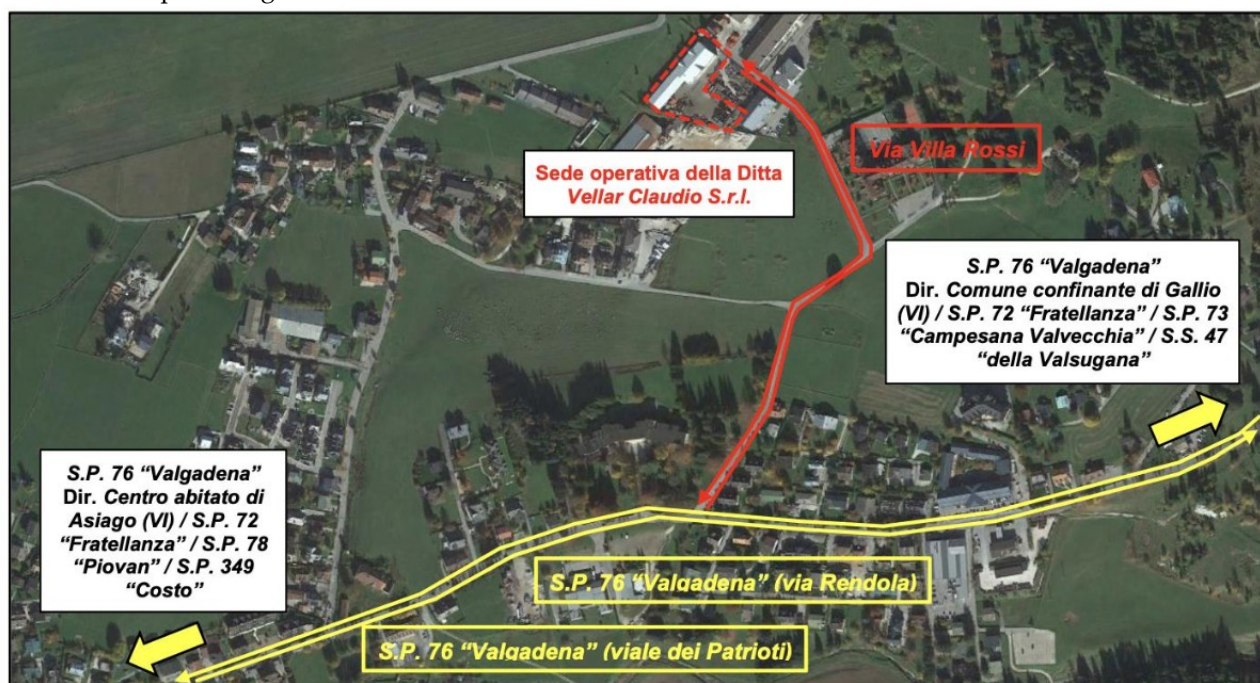 Sede operativa della Ditta
Vellar Claudio S.r.l.
Via Villa Rossi
S.P. 76 “Valgadena”
Dir. Comune confinante di Gallio
(VI) / S.P. 72 “Fratellanza” / S.P. 73
“Campesana Valvecchia” / S.S. 47
“della Valsugana”
S.P. 76 “Valgadena”
Dir. Centro abitato di
Asiago (VI) / S.P. 72
“Fratellanza” / S.P. 78
“Piovan” / S.P. 349
“Costo”
S.P. 76 “Valgadena” (via Rendola)
S.P. 76 “Valgadena” (viale dei Patrioti)